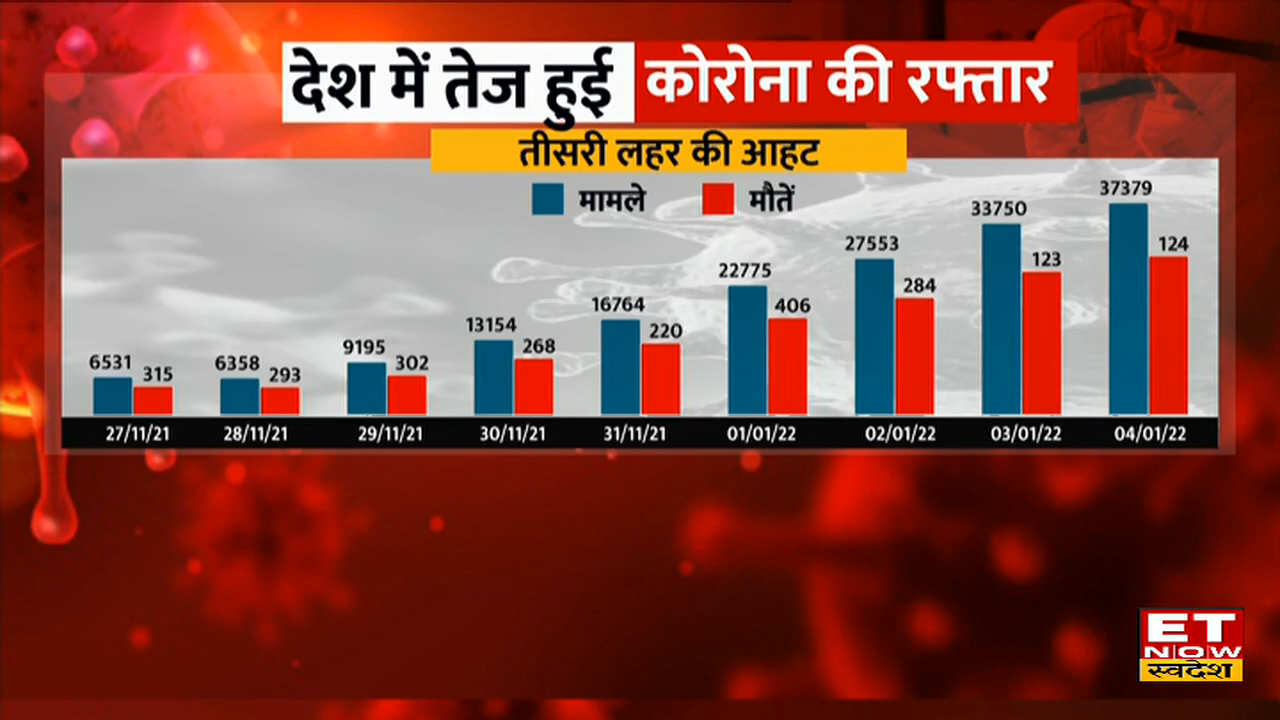 देश में तेज हुई कोरोना की रफ्तार
तीसरी लहर की आहट
मामले मौतें
6531 315 6358 293 9195 302 13154 268 16764 220 22775 406 27553 284 33750 123 37379 124
27/11/21 28/11/21 29/11/21 30/11/21 31/11/21 01/01/22 02/01/22 03/01/22 04/01/22
ET
NOW
स्वदेश